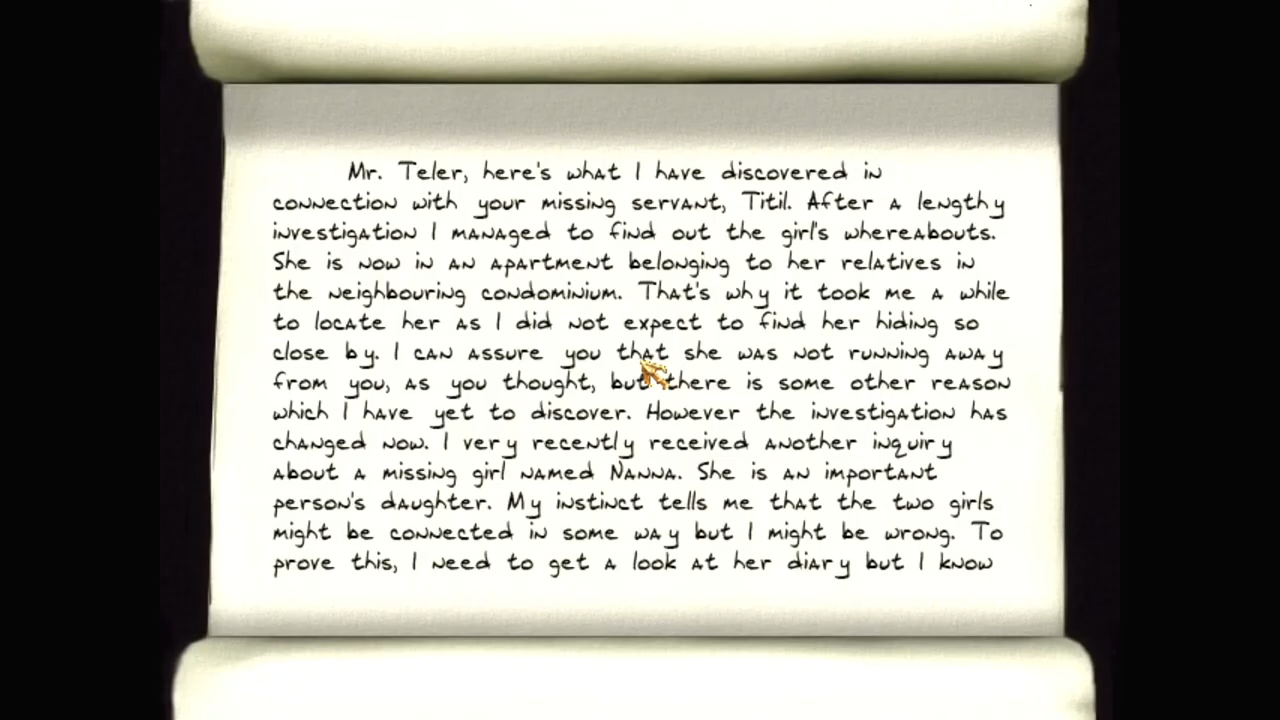 Mr. Teler, here's what I have discovered in
connection with your missing servant, Titil. After a lengthy
investigation I managed to find out the girl's whereabouts.
She is now in an apartment belonging to her relatives in
the neighbouring condominium. That's why it took me a while
to locate her as I did not expect to find her hiding so
close by. I can assure you that she was not running away
from you, as you thought, but there is some other reason
which I have yet to discover. However the investigation has
changed now. I very recently received another inquiry
about a missing girl named Nanna. She is an important
person's daughter. My instinct tells me that the two girls
might be connected in some way but I might be wrong. To
prove this, I need to get a look at her diary but I know